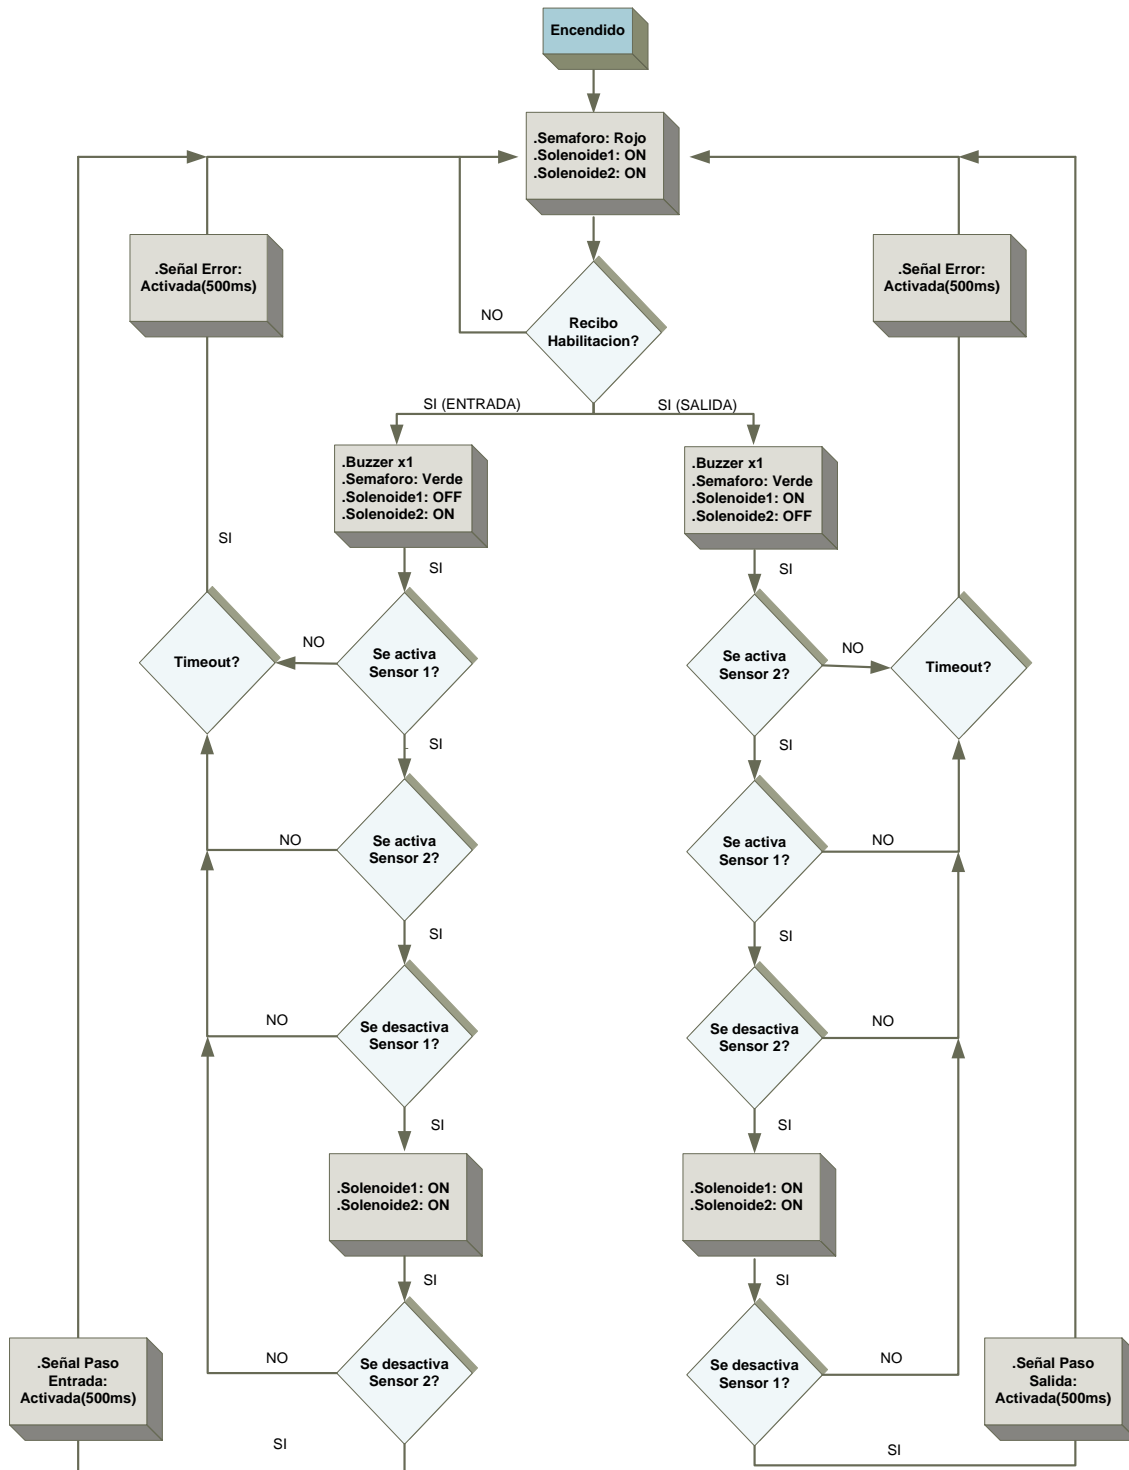 Encendido
.Semaforo: Rojo
.Solenoide1: ON
.Solenoide2: ON
.Señal Error:
Activada(500ms)
.Señal Error:
Activada(500ms)
NO
Recibo
Habilitacion?
SI (ENTRADA)
SI (SALIDA)
.Buzzer x1
.Semaforo: Verde
.Solenoide1: OFF
.Solenoide2: ON
.Buzzer x1
.Semaforo: Verde
.Solenoide1: ON
.Solenoide2: OFF
SI
SI
SI
Timeout?
NO
Se activa
Sensor 1?
Se activa
Sensor 2?
NO
Timeout?
SI
SI
NO
Se activa
Sensor 2?
Se activa
Sensor 1?
NO
SI
SI
NO
Se desactiva
Sensor 1?
Se desactiva
Sensor 2?
NO
SI
SI
.Solenoide1: ON
.Solenoide2: ON
.Solenoide1: ON
.Solenoide2: ON
SI
SI
.Señal Paso
Entrada:
Activada(500ms)
NO
Se desactiva
Sensor 2?
Se desactiva
Sensor 1?
NO
.Señal Paso
Salida:
Activada(500ms)
SI
SI